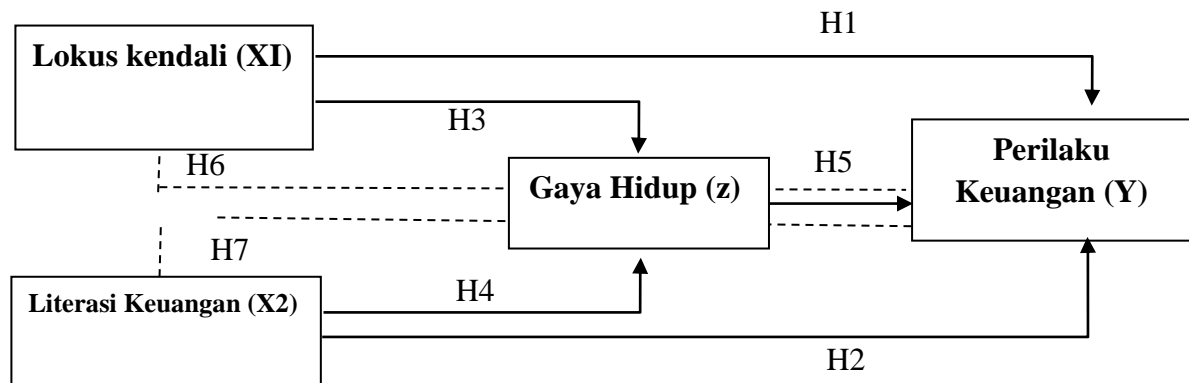 H1
Lokus kendali (XI)
H3
H6
Gaya Hidup (z)
H5
Perilaku
Keuangan (Y)
H7
Literasi Keuangan (X2)
H4
H2